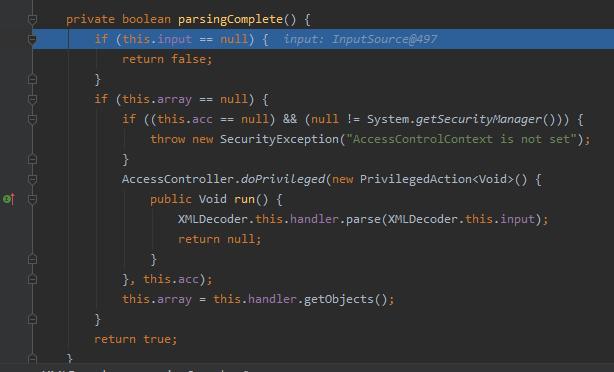 private boolean parsingComplete() {
if (this.input == null) { input: InputSource@497
return false;
}
if (this.array == null) {
if ((this.acc == null) && (null != System.getSecurityManager())) {
throw new SecurityException("AccessControlContext is not set");
}
AccessController.doPrivileged(new PrivilegedAction<Void>() {
public Void run() {
XMLDecoder.this.handler.parse(XMLDecoder.this.input);
return null;
}
}, this.acc);
this.array = this.handler.getObjects();
}
return true;
}